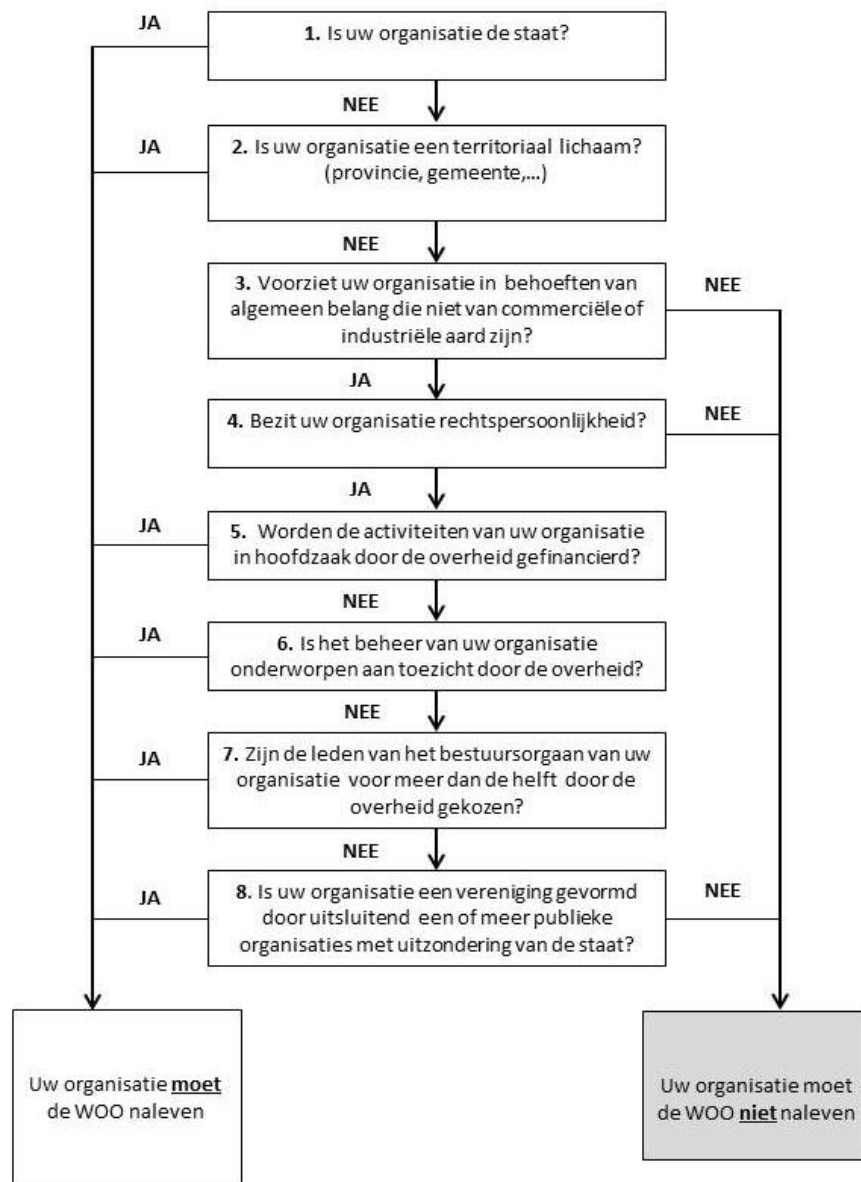 JA
1. Is uw organisatie de staat?
NEE
JA
2. Is uw organisatie een territoriaal lichaam?
(provincie, gemeente,...)
NEE
3. Voorziet uw organisatie in behoeften van
algemeen belang die niet van commerciële of
industriële aard zijn?
NEE
JA
4. Bezit uw organisatie rechtspersoonlijkheid?
NEE
JA
JA
5. Worden de activiteiten van uw organisatie
in hoofdzaak door de overheid gefinancierd?
NEE
JA
6. Is het beheer van uw organisatie
onderworpen aan toezicht door de overheid?
NEE
JA
7. Zijn de leden van het bestuursorgaan van uw
organisatie voor meer dan de helft door de
overheid gekozen?
NEE
JA
8. Is uw organisatie een vereniging gevormd
door uitsluitend een of meer publieke
organisaties met uitzondering van de staat?
NEE
Uw organisatie moet
de WOO naleven
Uw organisatie moet
de WOO niet naleven